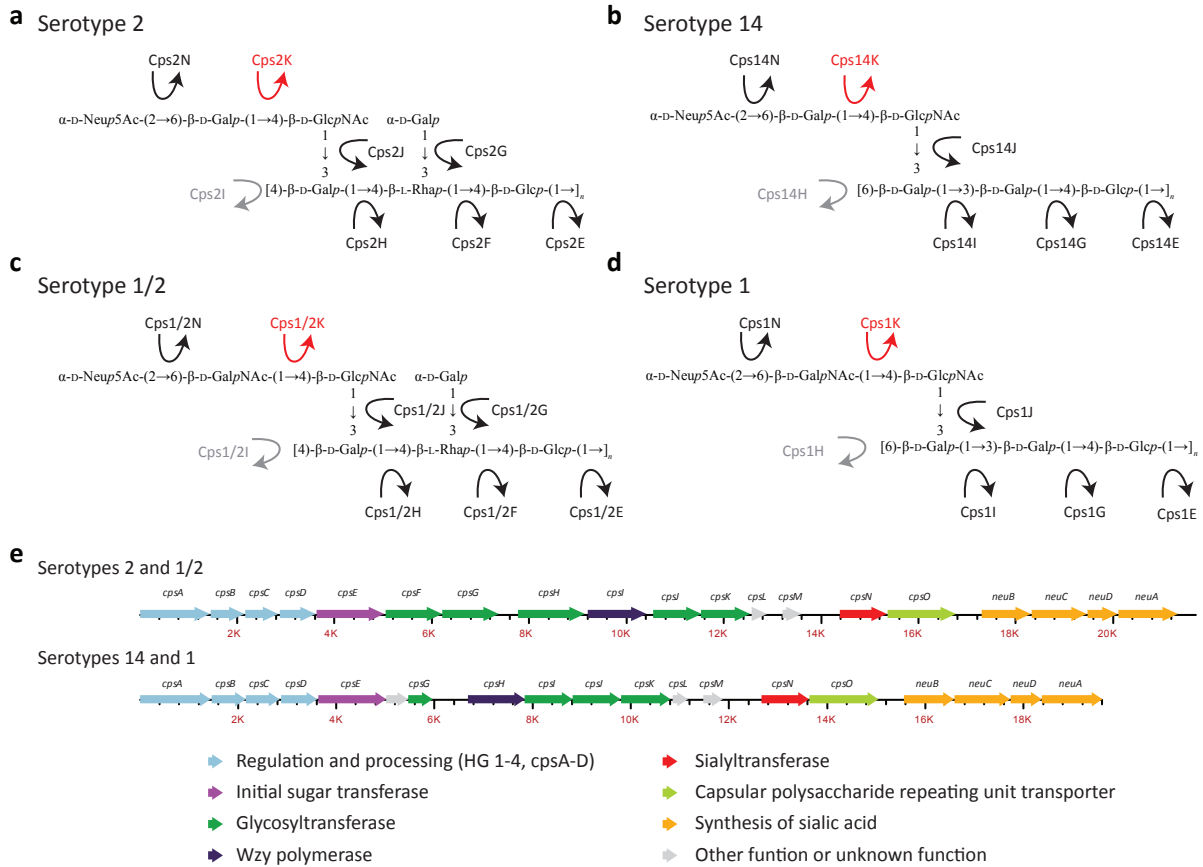 a Serotype 2
Cps2N Cps2K
α-D-Neup5Ac-(2→6)-β-D-Galp-(1→4)-β-D-GlcpNAc α-D-Galp
1 1
↓ Cps2J ↓ Cps2G
3 3
Cps2I [4)-β-D-Galp-(1→4)-β-L-Rhap-(1→4)-β-D-Glcp-(1→]n
Cps2H Cps2F Cps2E
b Serotype 14
Cps14N Cps14K
α-D-Neup5Ac-(2→6)-β-D-Galp-(1→4)-β-D-GlcpNAc
1
↓ Cps14J
3
Cps14H [6)-β-D-Galp-(1→3)-β-D-Galp-(1→4)-β-D-Glcp-(1→]n
Cps14I Cps14G Cps14E
c Serotype 1/2
Cps1/2N Cps1/2K
α-D-Neup5Ac-(2→6)-β-D-GalpNAc-(1→4)-β-D-GlcpNAc α-D-Galp
1 1
↓ Cps1/2J ↓ Cps1/2G
3 3
Cps1/2I [4)-β-D-Galp-(1→4)-β-L-Rhap-(1→4)-β-D-Glcp-(1→]n
Cps1/2H Cps1/2F Cps1/2E
d Serotype 1
Cps1N Cps1K
α-D-Neup5Ac-(2→6)-β-D-GalpNAc-(1→4)-β-D-GlcpNAc
1
↓ Cps1J
3
Cps1H [6)-β-D-Galp-(1→3)-β-D-Galp-(1→4)-β-D-Glcp-(1→]n
Cps1I Cps1G Cps1E
e
Serotypes 2 and 1/2
cpsA cpsB cpsC cpsD cpsE cpsF cpsG cpsH cpsI cpsJ cpsK cpsL cpsM cpsN cpsO neuB neuC neuD neuA
2K 4K 6K 8K 10K 12K 14K 16K 18K 20K
Serotypes 14 and 1
cpsA cpsB cpsC cpsD cpsE cpsG cpsH cpsI cpsJ cpsK cpsL cpsM cpsN cpsO neuB neuC neuD neuA
2K 4K 6K 8K 10K 12K 14K 16K 18K
Regulation and processing (HG 1-4, cpsA-D)
Initial sugar transferase
Glycosyltransferase
Wzy polymerase
Sialyltransferase
Capsular polysaccharide repeating unit transporter
Synthesis of sialic acid
Other funtion or unknown function